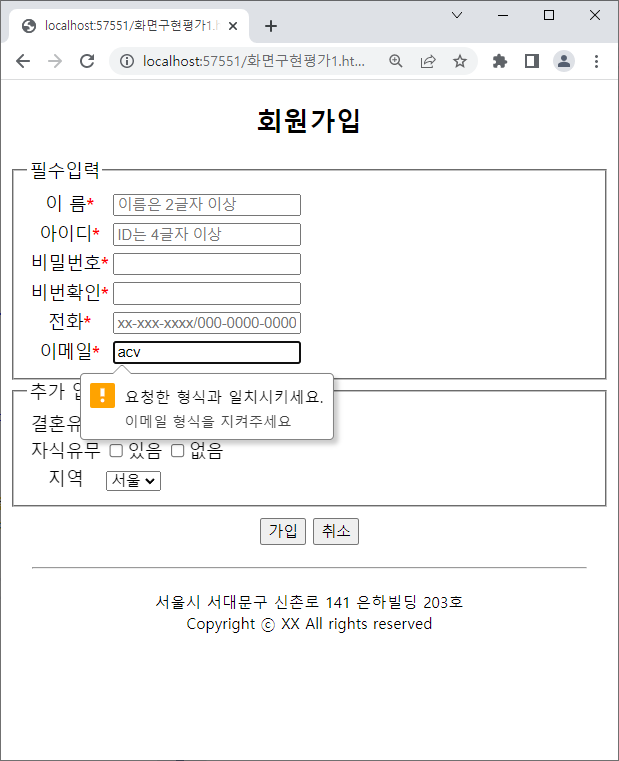 localhost:57551/화면구현평가1.h
localhost:57551/화면구현평가1.ht...
회원가입
필수입력
이 름* 이름은 2글자 이상
아이디* ID는 4글자 이상
비밀번호*
비번확인*
전화* xx-xxx-xxxx/000-0000-0000
이메일* acv
요청한 형식과 일치시키세요.
이메일 형식을 지켜주세요
추가
결혼유
자식유무 있음 없음
지역 서울
가입 취소
서울시 서대문구 신촌로 141 은하빌딩 203호
Copyright ⓒ XX All rights reserved